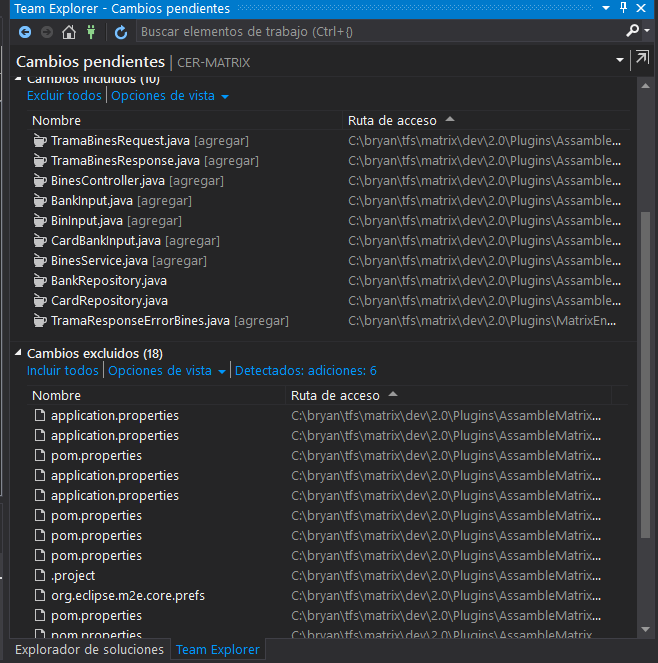 Team Explorer - Cambios pendientes
Buscar elementos de trabajo (Ctrl+{)
Cambios pendientes | CER-MATRIX
Cambios incluidos (10)
Excluir todos | Opciones de vista
Nombre Ruta de acceso
TramaBinesRequest.java [agregar] C:\bryan\tfs\matrix\dev\2.0\Plugins\Assamble...
TramaBinesResponse.java [agregar] C:\bryan\tfs\matrix\dev\2.0\Plugins\Assamble...
BinesController.java [agregar] C:\bryan\tfs\matrix\dev\2.0\Plugins\Assamble...
BankInput.java [agregar] C:\bryan\tfs\matrix\dev\2.0\Plugins\Assamble...
BinInput.java [agregar] C:\bryan\tfs\matrix\dev\2.0\Plugins\Assamble...
CardBankInput.java [agregar] C:\bryan\tfs\matrix\dev\2.0\Plugins\Assamble...
BinesService.java [agregar] C:\bryan\tfs\matrix\dev\2.0\Plugins\Assamble...
BankRepository.java C:\bryan\tfs\matrix\dev\2.0\Plugins\Assamble...
CardRepository.java C:\bryan\tfs\matrix\dev\2.0\Plugins\Assamble...
TramaResponseErrorBines.java [agregar] C:\bryan\tfs\matrix\dev\2.0\Plugins\MatrixEn...
Cambios excluidos (18)
Incluir todos | Opciones de vista | Detectados: adiciones: 6
Nombre Ruta de acceso
application.properties C:\bryan\tfs\matrix\dev\2.0\Plugins\AssambleMatrix...
application.properties C:\bryan\tfs\matrix\dev\2.0\Plugins\AssambleMatrix...
pom.properties C:\bryan\tfs\matrix\dev\2.0\Plugins\AssambleMatrix...
application.properties C:\bryan\tfs\matrix\dev\2.0\Plugins\AssambleMatrix...
application.properties C:\bryan\tfs\matrix\dev\2.0\Plugins\AssambleMatrix...
pom.properties C:\bryan\tfs\matrix\dev\2.0\Plugins\AssambleMatrix...
pom.properties C:\bryan\tfs\matrix\dev\2.0\Plugins\AssambleMatrix...
pom.properties C:\bryan\tfs\matrix\dev\2.0\Plugins\AssambleMatrix...
.project C:\bryan\tfs\matrix\dev\2.0\Plugins\AssambleMatrix...
org.eclipse.m2e.core.prefs C:\bryan\tfs\matrix\dev\2.0\Plugins\AssambleMatrix...
pom.properties C:\bryan\tfs\matrix\dev\2.0\Plugins\AssambleMatrix...
pom.properties C:\bryan\tfs\matrix\dev\2.0\Plugins\AssambleMatrix...
Explorador de soluciones Team Explorer